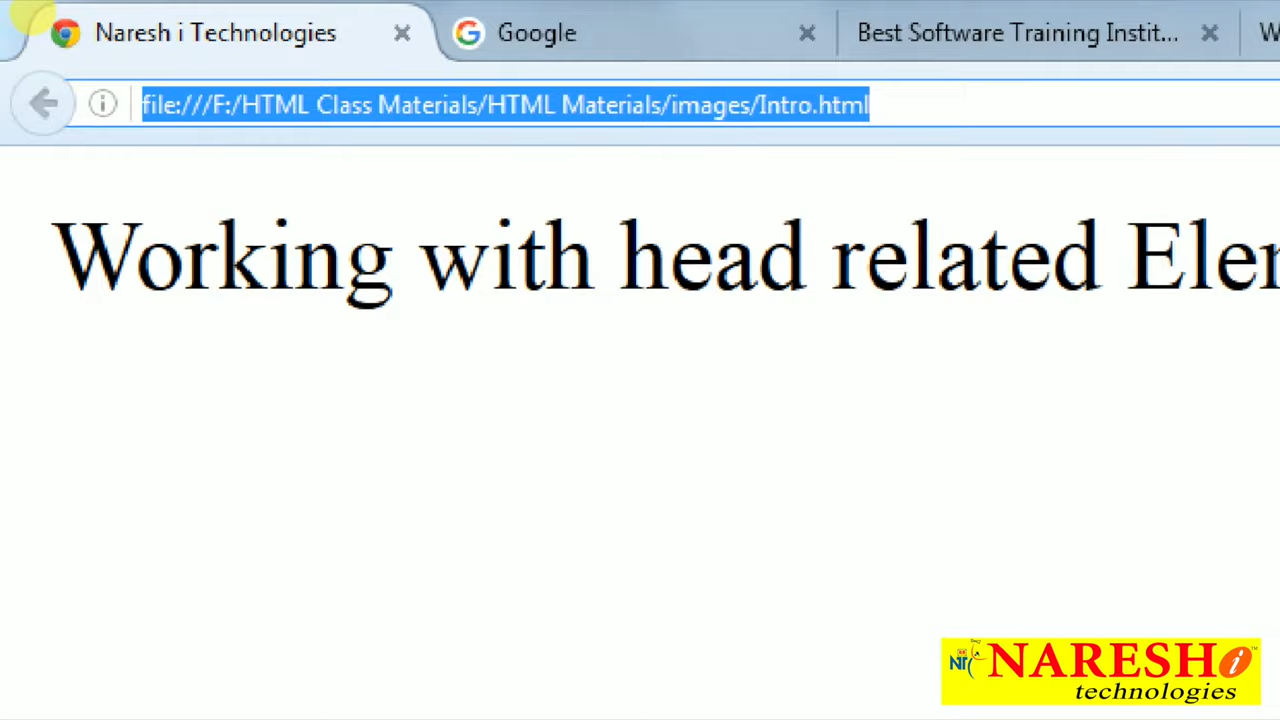 Naresh i Technologies
Google
Best Software Training Instit...
file:///F:/HTML Class Materials/HTML Materials/images/Intro.html
Working with head related Elem
NARESH i
technologies